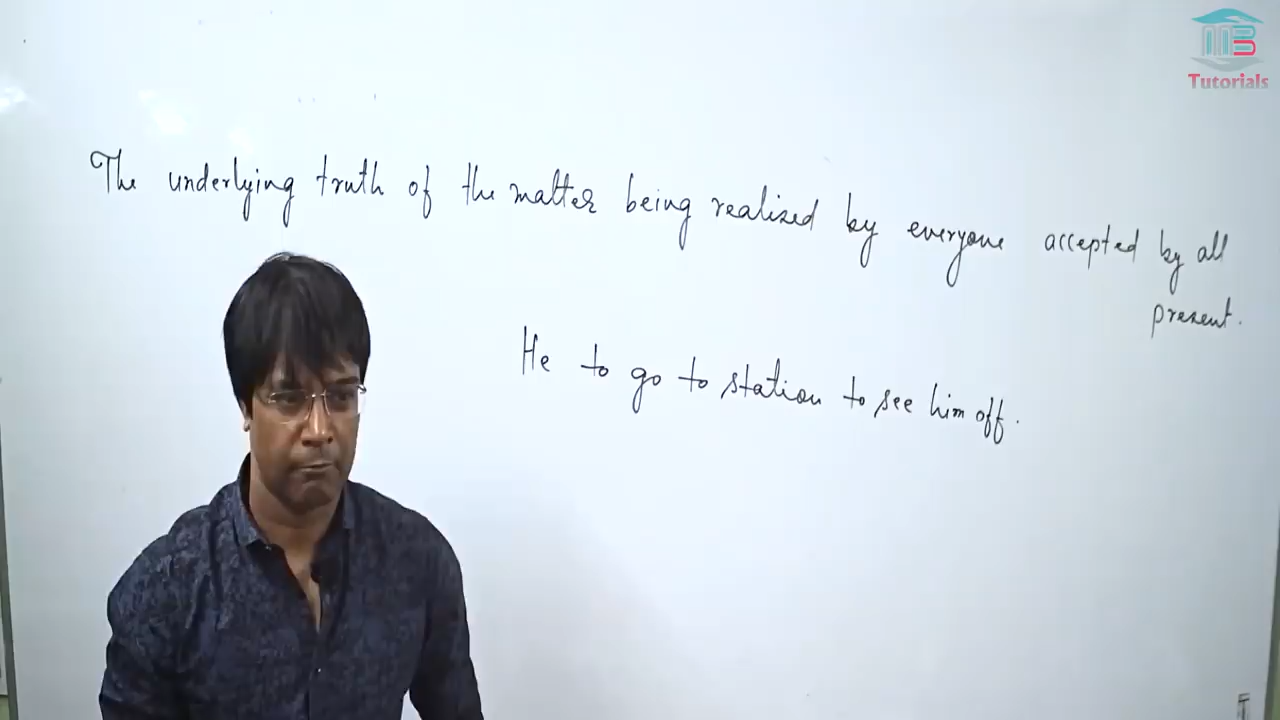 MB
Tutorials
The underlying truth of the matter being realized by everyone accepted by all
present.
He to go to station to see him off.